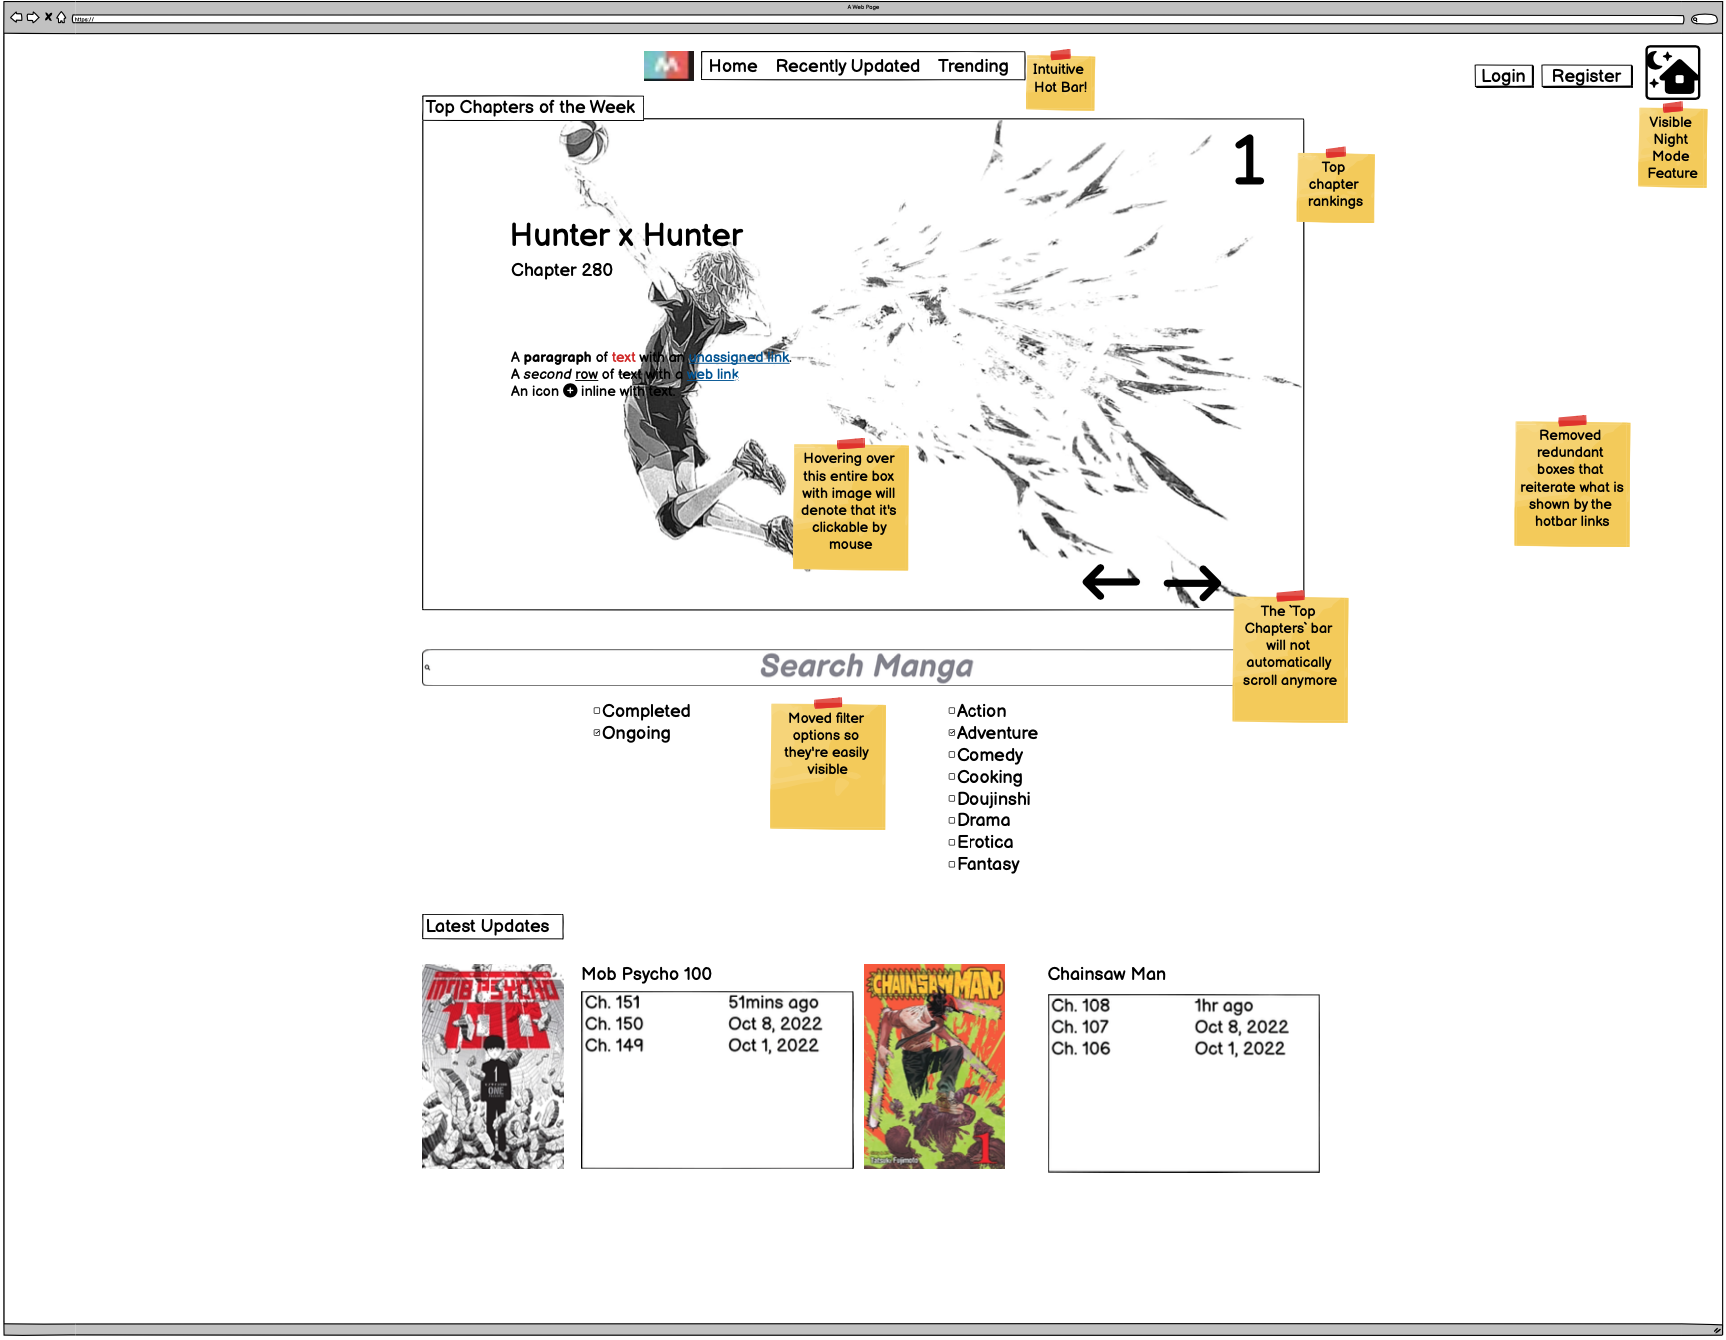 A Web Page
https://
M
Home Recently Updated Trending
Intuitive
Hot Bar!
Login Register
Visible
Night
Mode
Feature
Top Chapters of the Week
1
Top
chapter
rankings
Hunter x Hunter
Chapter 280
A paragraph of text with an unassigned link.
A second row of text with a web link
An icon inline with text.
Hovering over
this entire box
with image will
denote that it's
clickable by
mouse
Removed
redundant
boxes that
reiterate what is
shown by the
hotbar links
The `Top
Chapters` bar
will not
automatically
scroll anymore
Search Manga
Completed
Ongoing
Moved filter
options so
they're easily
visible
Action
Adventure
Comedy
Cooking
Doujinshi
Drama
Erotica
Fantasy
Latest Updates
MOB PSYCHO
100
1
ONE
Mob Psycho 100
Ch. 151 51mins ago
Ch. 150 Oct 8, 2022
Ch. 149 Oct 1, 2022
CHAINSAW MAN
1
Tatsuki Fujimoto
Chainsaw Man
Ch. 108 1hr ago
Ch. 107 Oct 8, 2022
Ch. 106 Oct 1, 2022